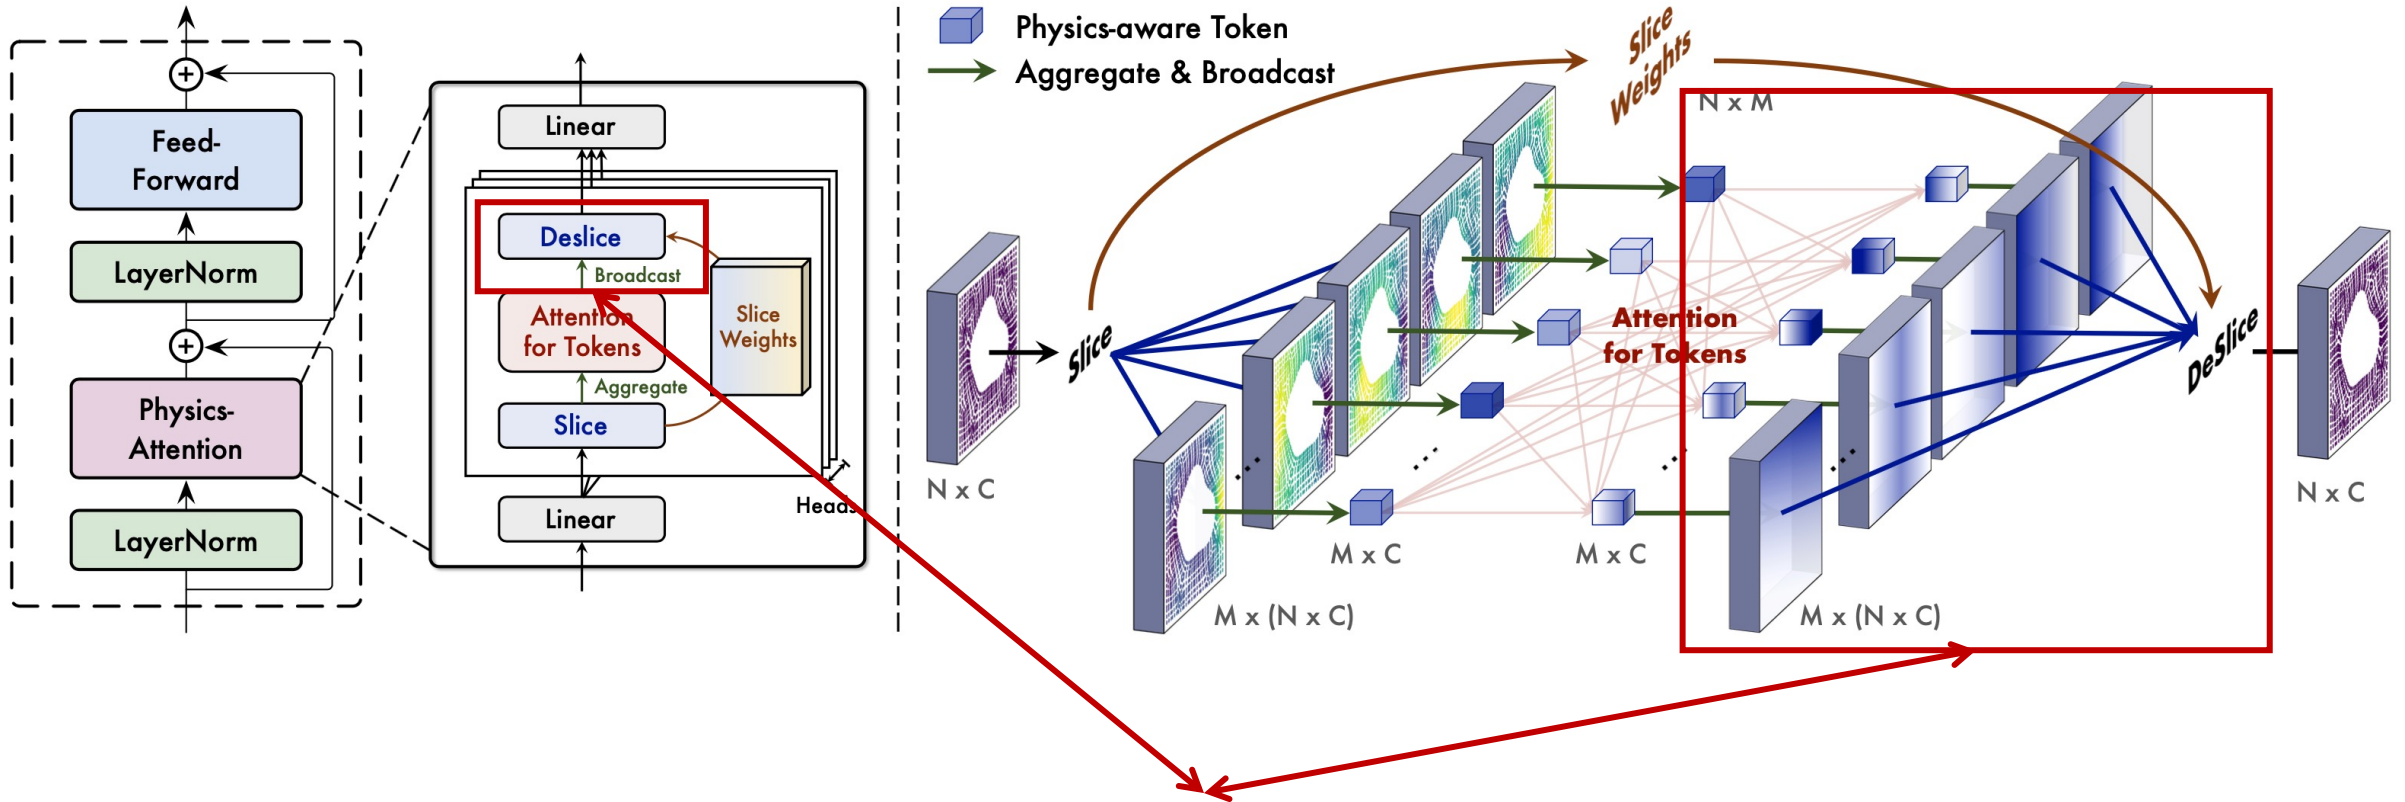 Feed-
Forward
LayerNorm
Physics-
Attention
LayerNorm
Linear
Deslice
Broadcast
Attention
for Tokens
Slice
Weights
Aggregate
Slice
Heads
Linear
Physics-aware Token
Aggregate & Broadcast
Slice
Weights
N x M
N x C
Slice
M x (N x C)
M x C
Attention
for Tokens
M x C
M x (N x C)
DeSlice
N x C